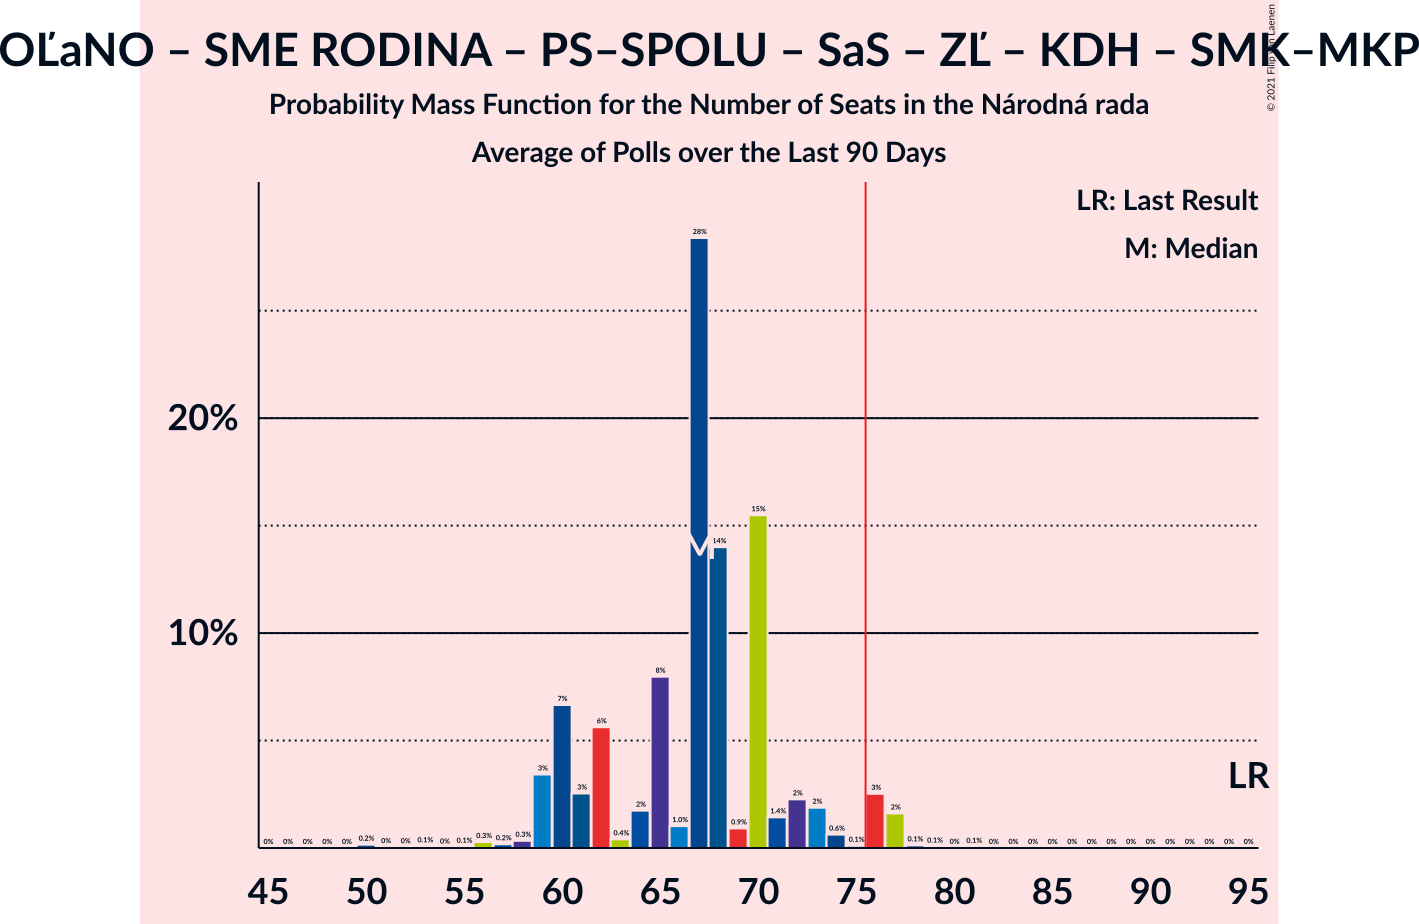 OĽaNO – SME RODINA – PS–SPOLU – SaS – ZĽ – KDH – SMK–MKP
Probability Mass Function for the Number of Seats in the Národná rada
Average of Polls over the Last 90 Days
LR: Last Result
M: Median
28%
20%
15%
14%
10%
8%
7%
6%
LR
3% 3% 2% 1.0% 0.9% 1.4% 2% 2% 0.6% 3% 2%
0% 0% 0% 0% 0% 0.2% 0% 0% 0.1% 0% 0.1% 0.3% 0.2% 0.3% 0.4% 0.1% 0.1% 0.1% 0% 0.1% 0% 0% 0% 0% 0% 0% 0% 0% 0% 0% 0% 0% 0% 0%
45 50 55 60 65 70 75 80 85 90 95